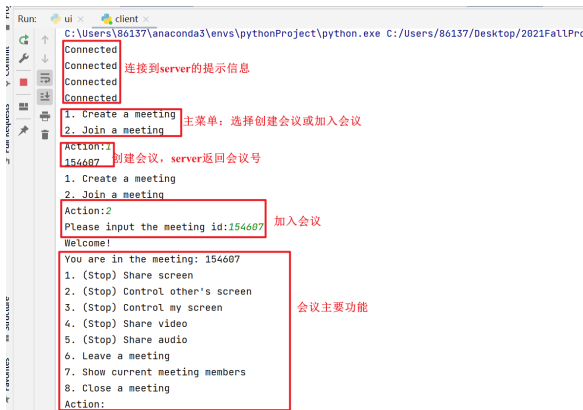 Run: ui × client ×
C:\Users\86137\anaconda3\envs\pythonProject\python.exe C:/Users/86137/Desktop/2021FallPro
Connected
Connected 连接到server的提示信息
Connected
Connected
1. Create a meeting
2. Join a meeting 主菜单：选择创建会议或加入会议
Action:1
154607 创建会议，server返回会议号
1. Create a meeting
2. Join a meeting
Action:2
Please input the meeting id:154607 加入会议
Welcome!
You are in the meeting: 154607
1. (Stop) Share screen
2. (Stop) Control other's screen
3. (Stop) Control my screen 会议主要功能
4. (Stop) Share video
5. (Stop) Share audio
6. Leave a meeting
7. Show current meeting members
8. Close a meeting
Action:
Commit
Pull Requests
Structure
Favorites